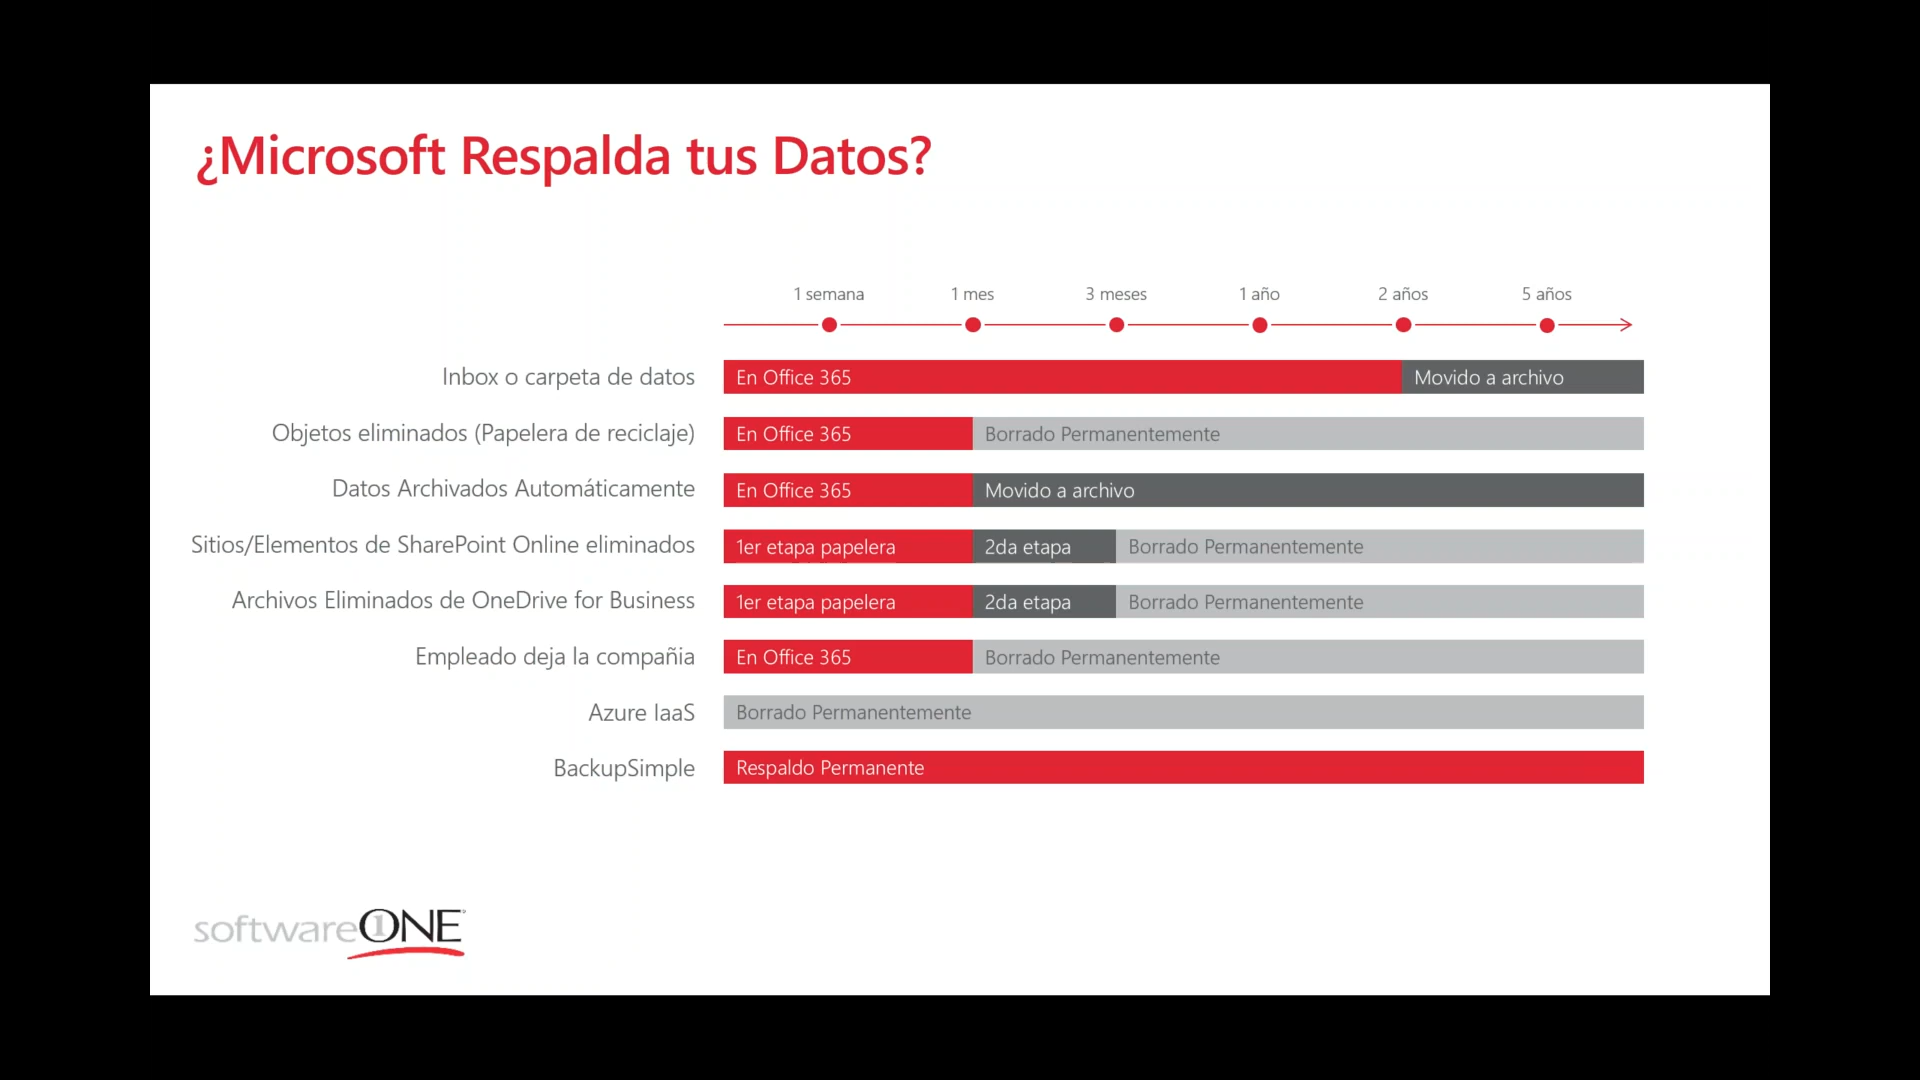 ¿Microsoft Respalda tus Datos?
1 semana 1 mes 3 meses 1 año 2 años 5 años
Inbox o carpeta de datos En Office 365 Movido a archivo
Objetos eliminados (Papelera de reciclaje) En Office 365 Borrado Permanentemente
Datos Archivados Automáticamente En Office 365 Movido a archivo
Sitios/Elementos de SharePoint Online eliminados 1er etapa papelera 2da etapa Borrado Permanentemente
Archivos Eliminados de OneDrive for Business 1er etapa papelera 2da etapa Borrado Permanentemente
Empleado deja la compañia En Office 365 Borrado Permanentemente
Azure IaaS Borrado Permanentemente
BackupSimple Respaldo Permanente
software1ONE